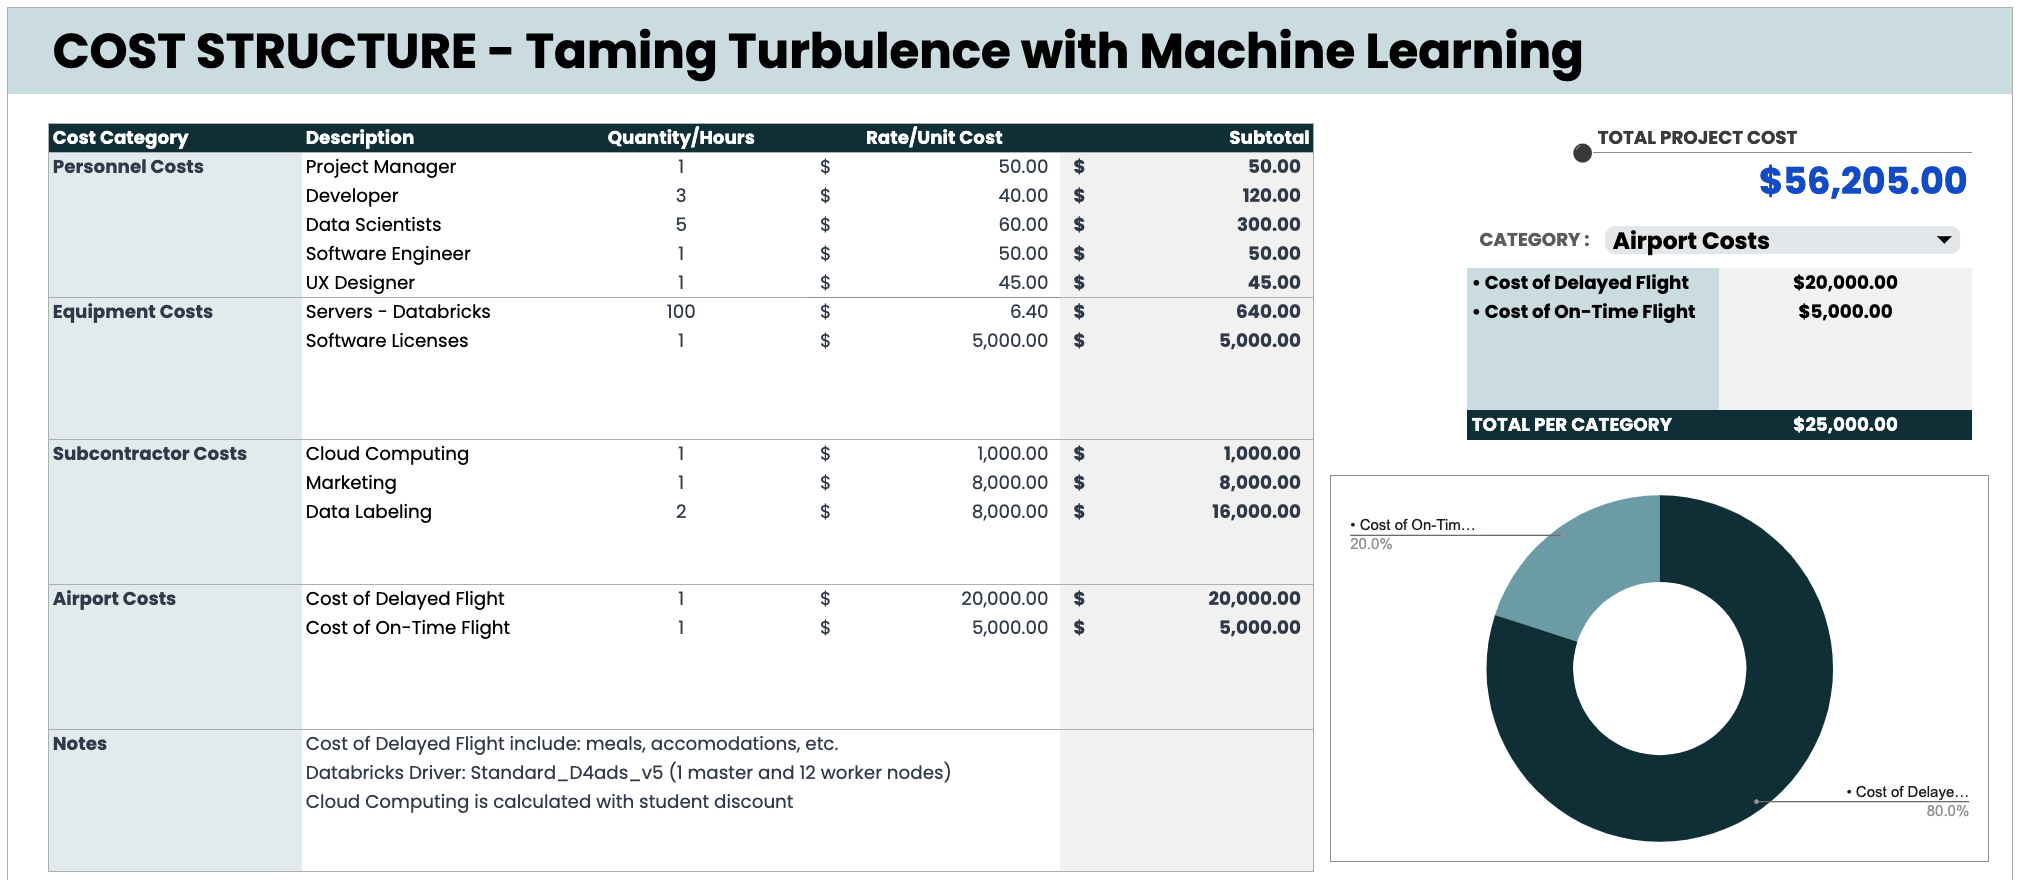 COST STRUCTURE - Taming Turbulence with Machine Learning
Cost Category Description Quantity/Hours Rate/Unit Cost Subtotal
Personnel Costs Project Manager 1 $ 50.00 $ 50.00
Developer 3 $ 40.00 $ 120.00
Data Scientists 5 $ 60.00 $ 300.00
Software Engineer 1 $ 50.00 $ 50.00
UX Designer 1 $ 45.00 $ 45.00
Equipment Costs Servers - Databricks 100 $ 6.40 $ 640.00
Software Licenses 1 $ 5,000.00 $ 5,000.00
Subcontractor Costs Cloud Computing 1 $ 1,000.00 $ 1,000.00
Marketing 1 $ 8,000.00 $ 8,000.00
Data Labeling 2 $ 8,000.00 $ 16,000.00
Airport Costs Cost of Delayed Flight 1 $ 20,000.00 $ 20,000.00
Cost of On-Time Flight 1 $ 5,000.00 $ 5,000.00
Notes Cost of Delayed Flight include: meals, accomodations, etc.
Databricks Driver: Standard_D4ads_v5 (1 master and 12 worker nodes)
Cloud Computing is calculated with student discount
TOTAL PROJECT COST
$56,205.00
CATEGORY : Airport Costs
• Cost of Delayed Flight $20,000.00
• Cost of On-Time Flight $5,000.00
TOTAL PER CATEGORY $25,000.00
• Cost of On-Tim…
20.0%
• Cost of Delaye…
80.0%